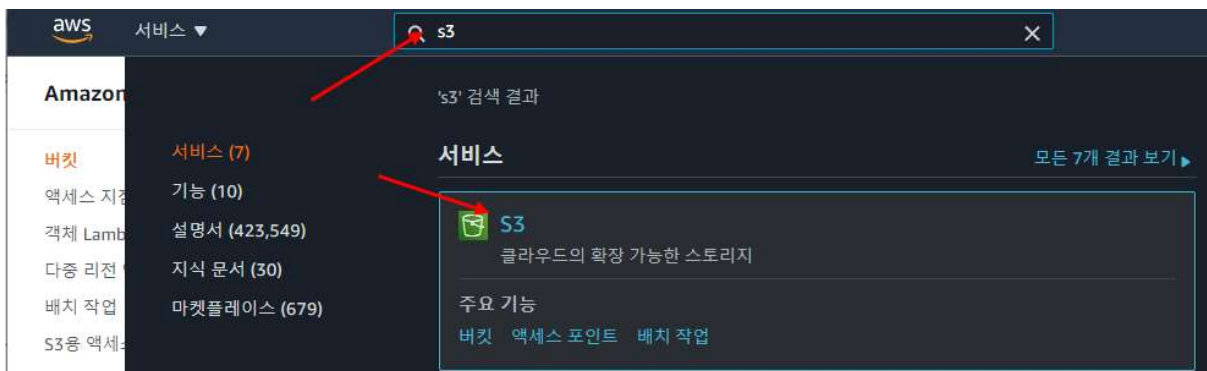 aws 서비스 ▼ s3
Amazon
버킷
액세스 지정
객체 Lamb
다중 리전
배치 작업
S3용 액세스
서비스 (7)
기능 (10)
설명서 (423,549)
지식 문서 (30)
마켓플레이스 (679)
's3' 검색 결과
서비스 모든 7개 결과 보기 ▶
S3
클라우드의 확장 가능한 스토리지
주요 기능
버킷 액세스 포인트 배치 작업